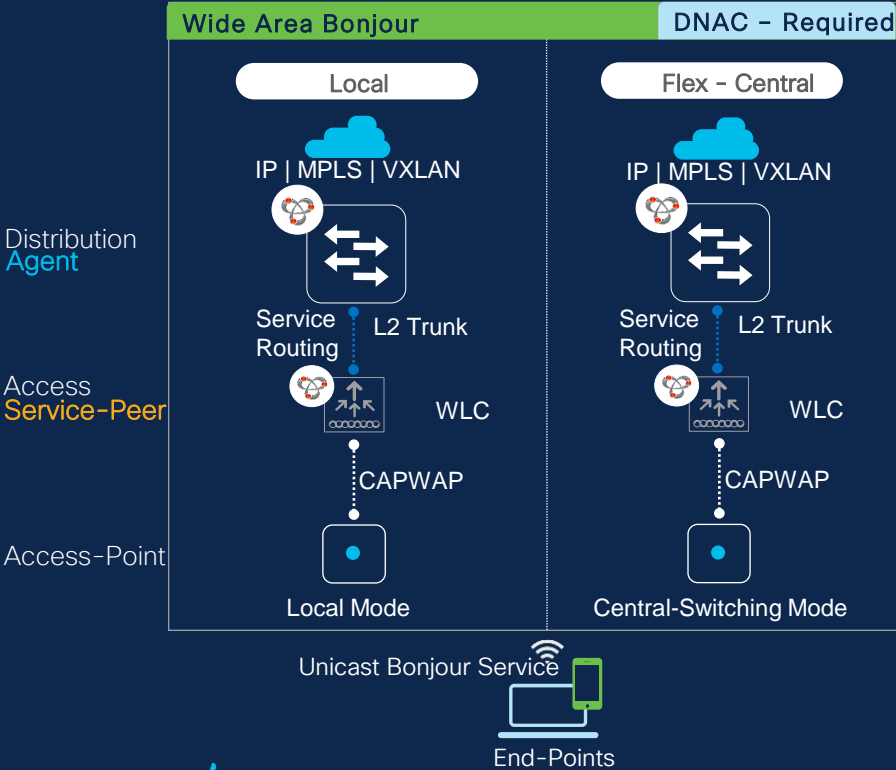 Wide Area Bonjour
DNAC - Required
Local
Flex - Central
IP | MPLS | VXLAN
IP | MPLS | VXLAN
Distribution
Agent
Service
Routing
L2 Trunk
Service
Routing
L2 Trunk
Access
Service-Peer
WLC
WLC
CAPWAP
CAPWAP
Access-Point
Local Mode
Central-Switching Mode
Unicast Bonjour Service
End-Points